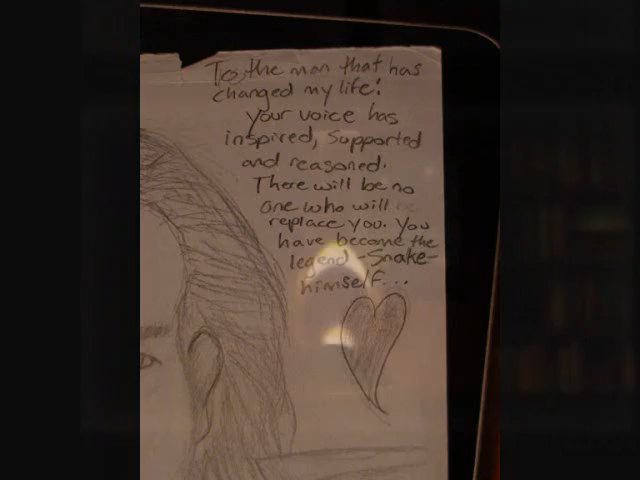 To the man that has
changed my life!
your voice has
inspired, supported
and reasoned.
There will be no
one who will be
replace you. You
have become the
legend -Snake-
himself...